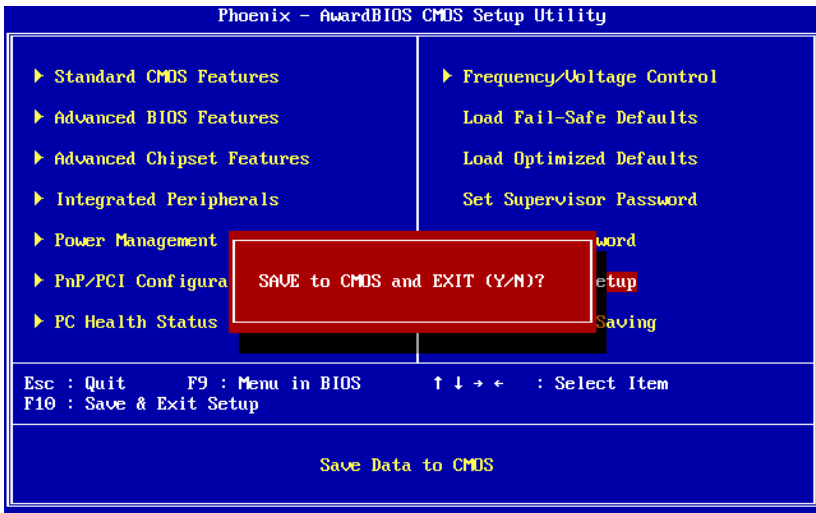 Phoenix - AwardBIOS CMOS Setup Utility
Standard CMOS Features
Advanced BIOS Features
Advanced Chipset Features
Integrated Peripherals
Power Management
PnP/PCI Configura
PC Health Status
Frequency/Voltage Control
Load Fail-Safe Defaults
Load Optimized Defaults
Set Supervisor Password
word
etup
Saving
SAVE to CMOS and EXIT (Y/N)?
Esc : Quit F9 : Menu in BIOS ↑ ↓ → ← : Select Item
F10 : Save & Exit Setup
Save Data to CMOS